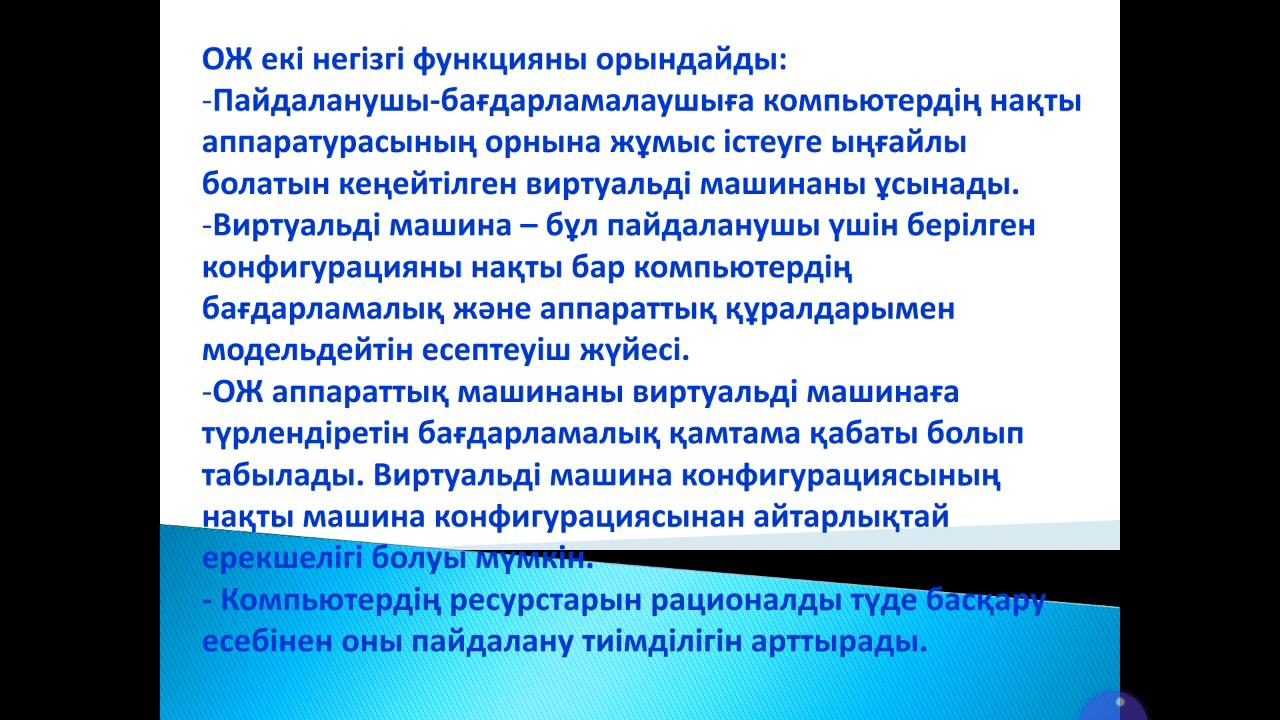 ОЖ екі негізгі функцияны орындайды:
-Пайдаланушы-бағдарламалаушыға компьютердің нақты
аппаратурасының орнына жұмыс істеуге ыңғайлы
болатын кеңейтілген виртуальді машинаны ұсынады.
-Виртуальді машина – бұл пайдаланушы үшін берілген
конфигурацияны нақты бар компьютердің
бағдарламалық және аппараттық құралдарымен
модельдейтін есептеуіш жүйесі.
-ОЖ аппараттық машинаны виртуальді машинаға
түрлендіретін бағдарламалық қамтама қабаты болып
табылады. Виртуальді машина конфигурациясының
нақты машина конфигурациясынан айтарлықтай
ерекшелігі болуы мүмкін.
- Компьютердің ресурстарын рационалды түде басқару
есебінен оны пайдалану тиімділігін арттырады.